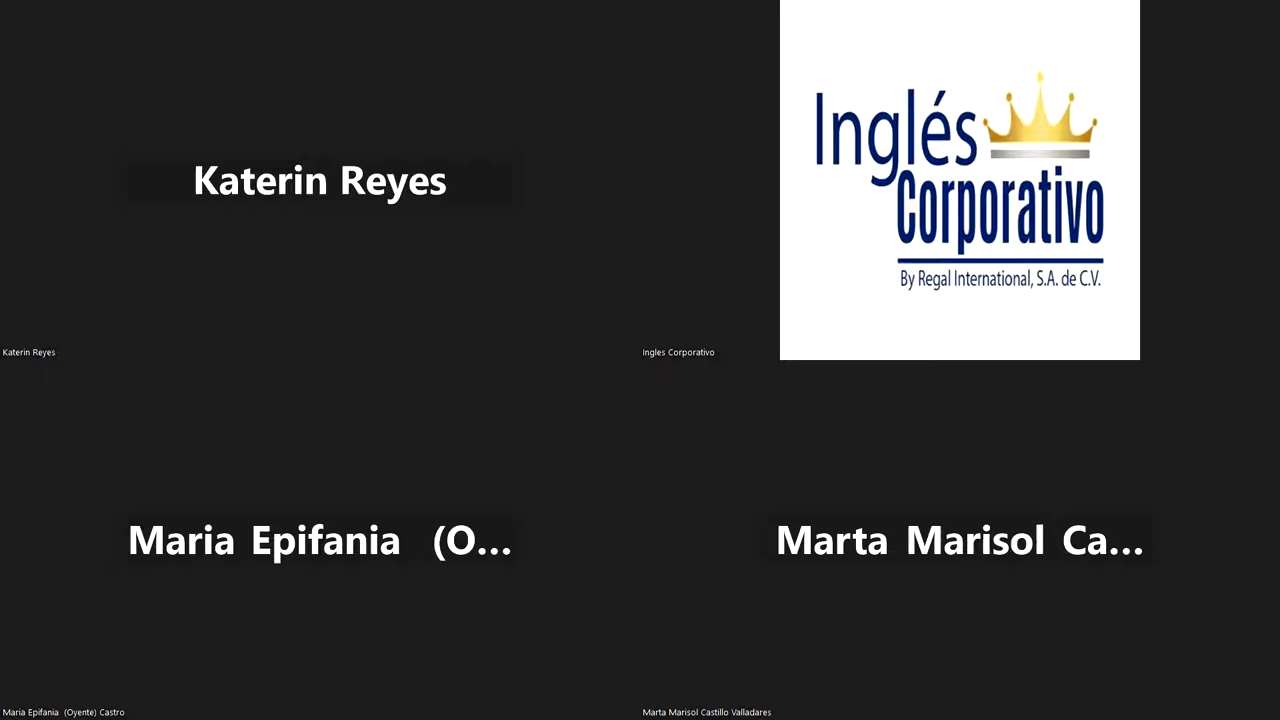 Katerin Reyes
Katerin Reyes
Inglés
Corporativo
By Regal International, S.A. de C.V.
Ingles Corporativo
Maria Epifania (O...
Maria Epifania (Oyente) Castro
Marta Marisol Ca...
Marta Marisol Castillo Valladares